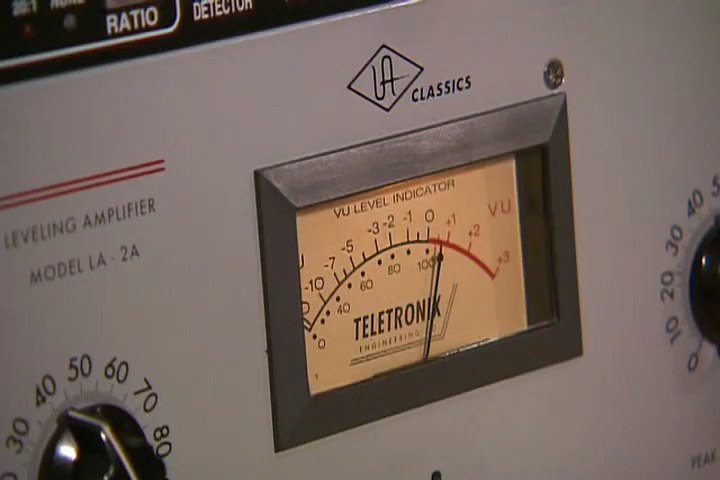 RATIO
DETECTOR
UA
CLASSICS
LEVELING AMPLIFIER
MODEL LA - 2A
VU LEVEL INDICATOR
-10 -7 -5 -3 -2 -1 0 +1 +2 +3
VU
0 40 60 80 100
TELETRONIX
ENGINEERING
30 40 50 60 70 80
0 10 20 30 40
PEAK